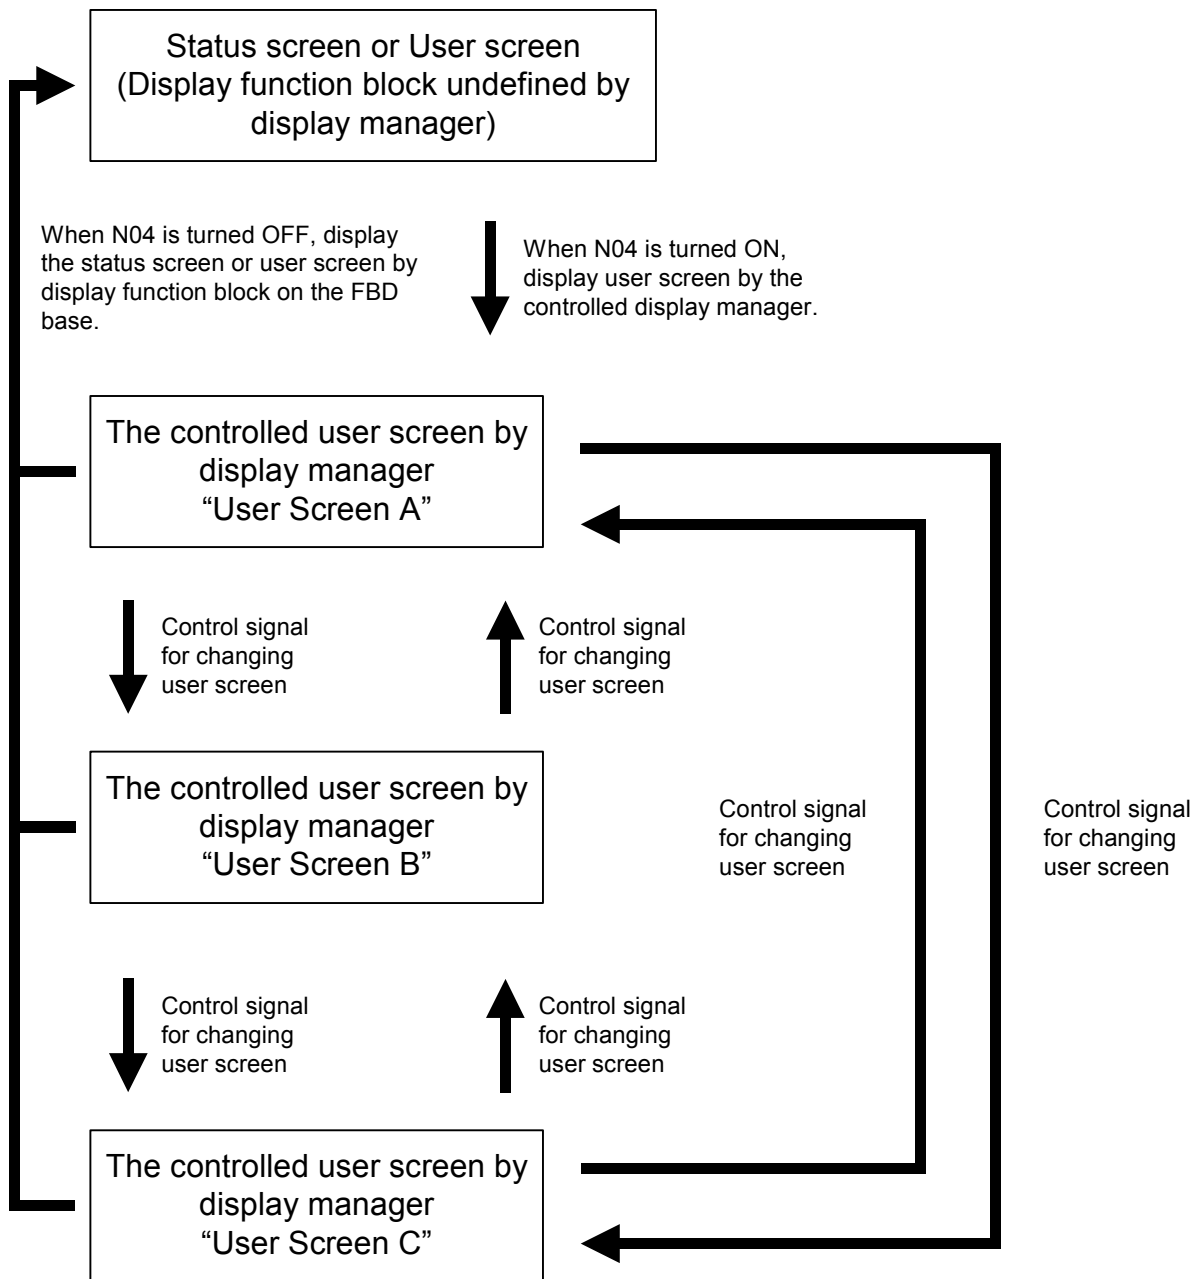 Status screen or User screen
(Display function block undefined by
display manager)
When N04 is turned OFF, display
the status screen or user screen by
display function block on the FBD
base.
When N04 is turned ON,
display user screen by the
controlled display manager.
The controlled user screen by
display manager
“User Screen A”
Control signal
for changing
user screen
Control signal
for changing
user screen
The controlled user screen by
display manager
“User Screen B”
Control signal
for changing
user screen
Control signal
for changing
user screen
Control signal
for changing
user screen
Control signal
for changing
user screen
The controlled user screen by
display manager
“User Screen C”